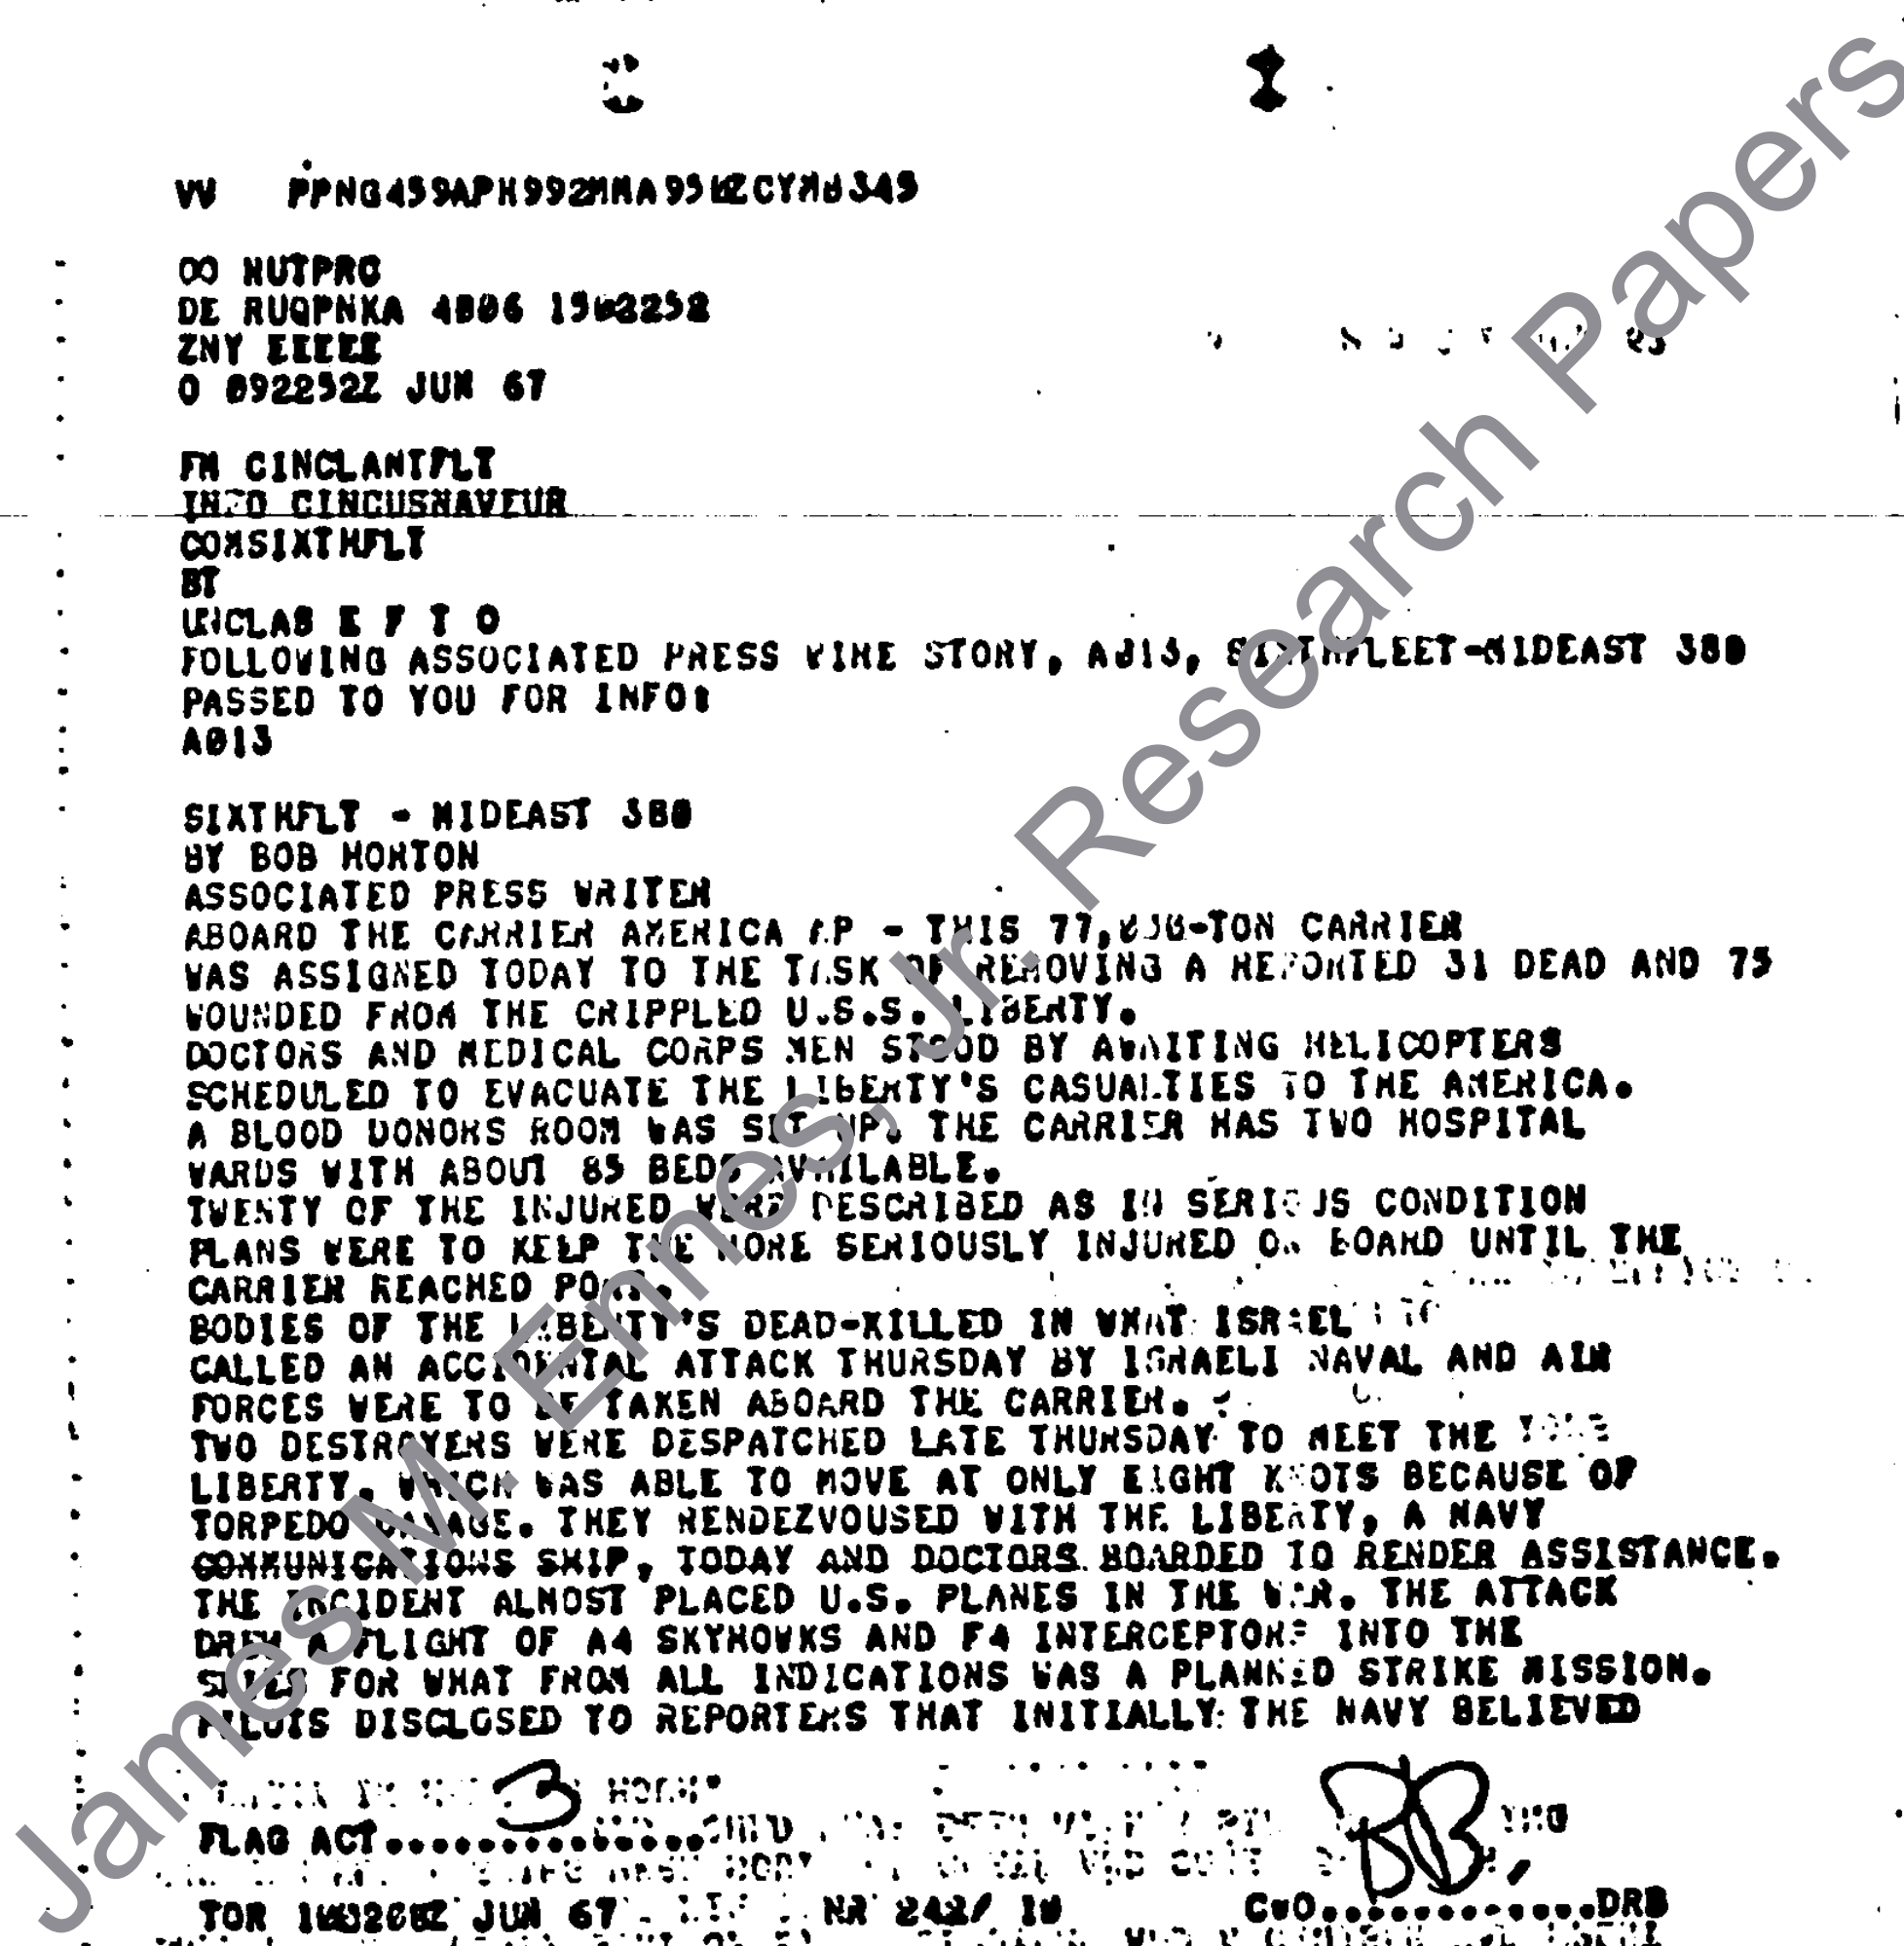 VV
DE RUQPNKA
ZNY EEEEE
O 092252Z JUN 67
FM CINCLANTFLT
INFO CINCUSNAVEUR
COMSIXTHFLT
BT
UNCLAS E F T O
FOLLOWING ASSOCIATED PRESS WIRE STORY, A013, SIXTHFLEET-MIDEAST 380
PASSED TO YOU FOR INFO:
A013
SIXTHFLT - MIDEAST 380
BY BOB HORTON
ASSOCIATED PRESS WRITER
ABOARD THE CARRIER AMERICA AP - THIS CARRIER
WAS ASSIGNED TODAY TO THE TASK OF REMOVING A REPORTED 31 DEAD AND 75
WOUNDED FROM THE CRIPPLED U.S.S. LIBERTY.
DOCTORS AND MEDICAL CORPS MEN STOOD BY AWAITING HELICOPTERS
SCHEDULED TO EVACUATE THE LIBERTY'S CASUALTIES TO THE AMERICA.
A BLOOD DONORS ROOM WAS SET UP. THE CARRIER HAS TWO HOSPITAL
WARDS WITH ABOUT 85 BEDS AVAILABLE.
TWENTY OF THE INJURED WERE DESCRIBED AS IN SERIOUS CONDITION
PLANS WERE TO KEEP THE MORE SERIOUSLY INJURED ON BOARD UNTIL THE
CARRIER REACHED PORT.
BODIES OF THE LIBERTY'S DEAD-KILLED IN WHAT ISRAEL
CALLED AN ACCIDENTAL ATTACK THURSDAY BY ISRAELI NAVAL AND AIR
FORCES WERE TO BE TAKEN ABOARD THE CARRIER.
TWO DESTROYERS WERE DESPATCHED LATE THURSDAY TO MEET THE
LIBERTY, WHICH WAS ABLE TO MOVE AT ONLY EIGHT KNOTS BECAUSE OF
TORPEDO DAMAGE. THEY RENDEZVOUSED WITH THE LIBERTY, A NAVY
COMMUNICATIONS SHIP, TODAY AND DOCTORS BOARDED TO RENDER ASSISTANCE.
THE INCIDENT ALMOST PLACED U.S. PLANES IN THE WAR. THE ATTACK
DREW A FLIGHT OF A4 SKYHOWKS AND F4 INTERCEPTORS INTO THE
SKIES FOR WHAT FROM ALL INDICATIONS WAS A PLANNED STRIKE MISSION.
PILOTS DISCLOSED TO REPORTERS THAT INITIALLY THE NAVY BELIEVED
3
FLAG ACT..............
TOR JUN 67 NR CWO............DRB
James M. Ennes, Jr. Research Papers